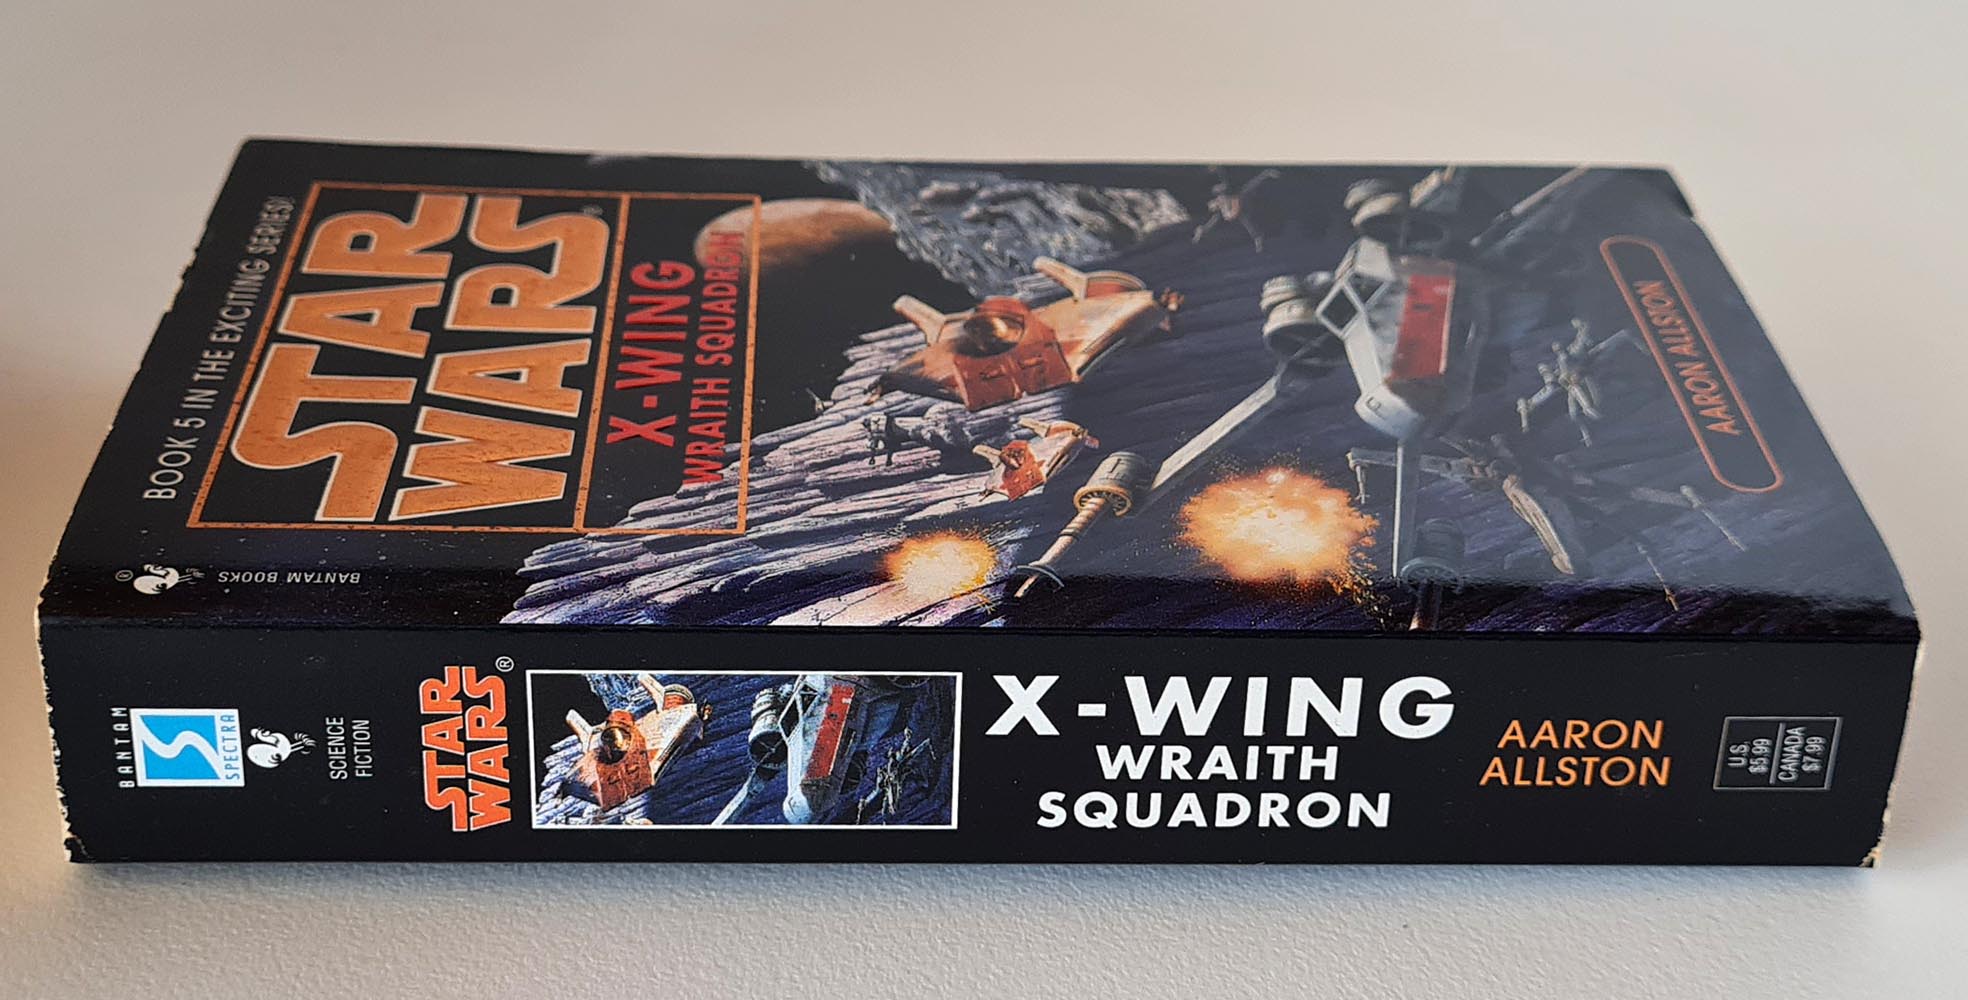 BOOK 5 IN THE EXCITING SERIES!
STAR
WARS®
X-WING
WRAITH SQUADRON
AARON ALLSTON
®
BANTAM BOOKS
BANTAM
SPECTRA
SCIENCE
FICTION
STAR
WARS®
X-WING
WRAITH
SQUADRON
AARON
ALLSTON
U.S.
$5.99
CANADA
$7.99